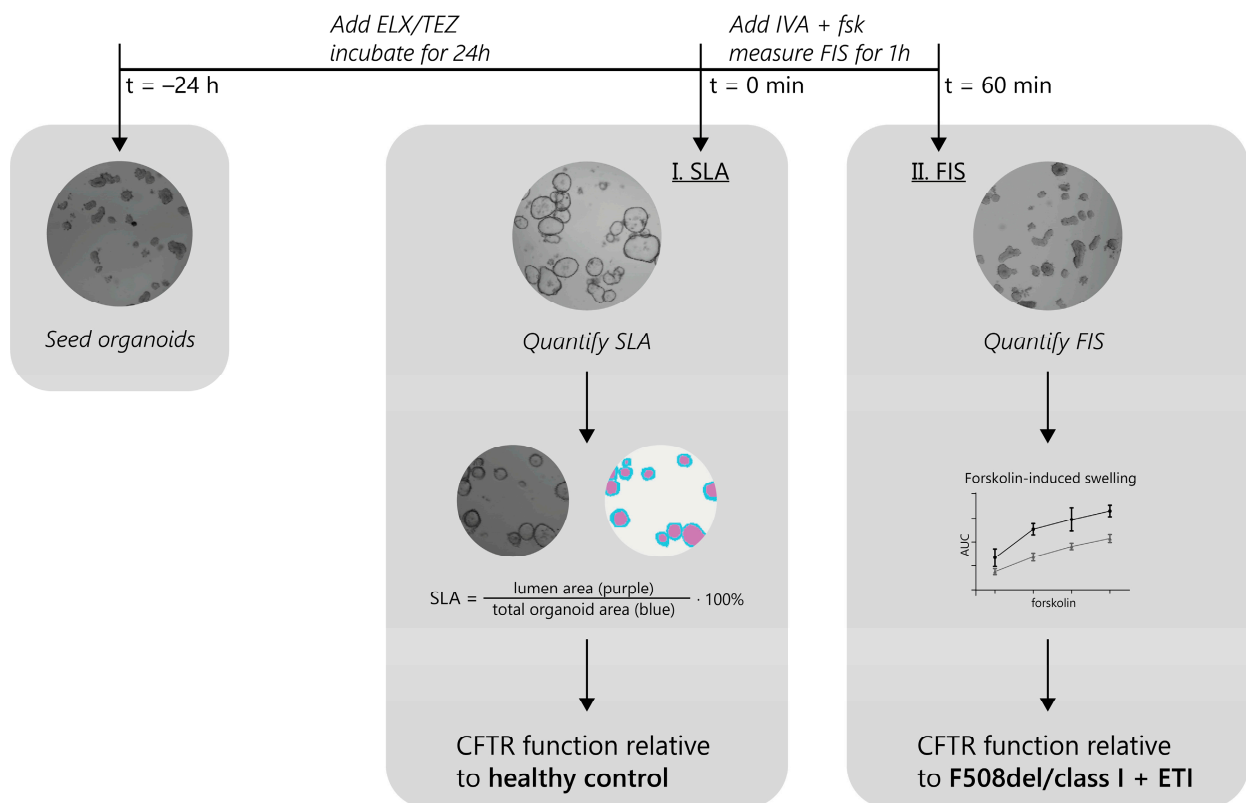 Add ELX/TEZ
incubate for 24h
Add IVA + fsk
measure FIS for 1h
t = –24 h
t = 0 min
t = 60 min
I. SLA
II. FIS
Seed organoids
Quantify SLA
Quantify FIS
SLA = lumen area (purple)
total organoid area (blue) · 100%
Forskolin-induced swelling
AUC
forskolin
CFTR function relative
to healthy control
CFTR function relative
to F508del/class I + ETI